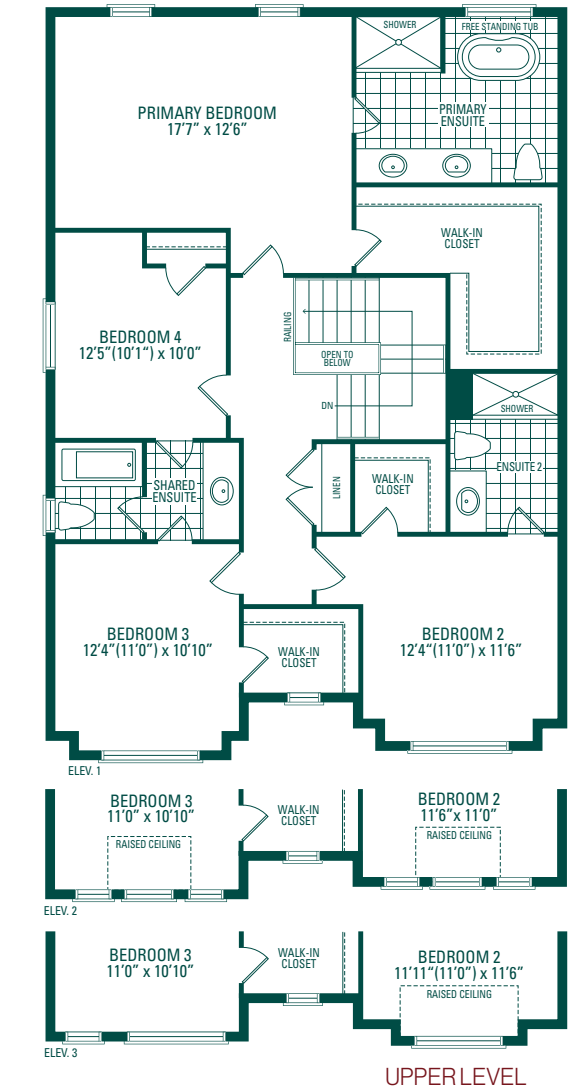 SHOWER
FREE STANDING TUB
PRIMARY BEDROOM
17'7" x 12'6"
PRIMARY
ENSUITE
WALK-IN
CLOSET
BEDROOM 4
12'5"(10'1") x 10'0"
RAILING
OPEN TO
BELOW
DN
SHOWER
SHARED
ENSUITE
LINEN
WALK-IN
CLOSET
ENSUITE 2
BEDROOM 3
12'4"(11'0") x 10'10"
WALK-IN
CLOSET
BEDROOM 2
12'4"(11'0") x 11'6"
ELEV. 1
BEDROOM 3
11'0" x 10'10"
RAISED CEILING
WALK-IN
CLOSET
BEDROOM 2
11'6"x 11'0"
RAISED CEILING
ELEV. 2
BEDROOM 3
11'0" x 10'10"
WALK-IN
CLOSET
BEDROOM 2
11'11"(11'0") x 11'6"
RAISED CEILING
ELEV. 3
UPPER LEVEL